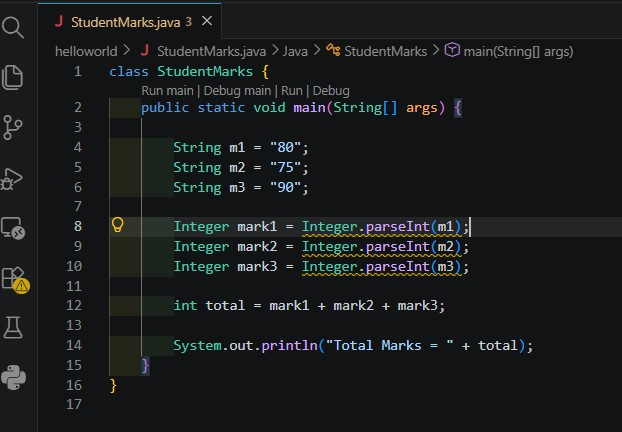 StudentMarks.java 3
helloworld > StudentMarks.java > Java > StudentMarks > main(String[] args)
1 class StudentMarks {
Run main | Debug main | Run | Debug
2 public static void main(String[] args) {
3
4 String m1 = "80";
5 String m2 = "75";
6 String m3 = "90";
7
8 Integer mark1 = Integer.parseInt(m1);
9 Integer mark2 = Integer.parseInt(m2);
10 Integer mark3 = Integer.parseInt(m3);
11
12 int total = mark1 + mark2 + mark3;
13
14 System.out.println("Total Marks = " + total);
15 }
16 }
17